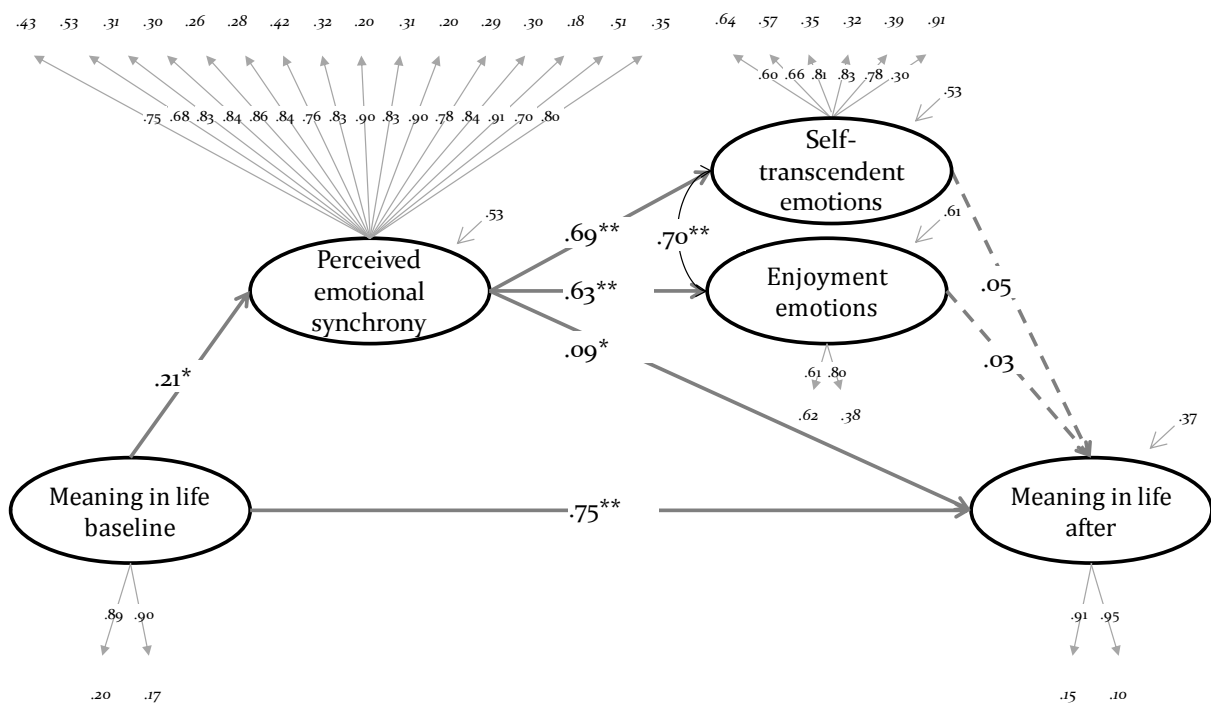 .43 .53 .31 .30 .26 .28 .42 .32 .20 .31 .20 .29 .30 .18 .51 .35
.64 .57 .35 .32 .39 .91
.60 .66 .81 .83 .78 .30
.53
.75 .68 .83 .84 .86 .84 .76 .83 .90 .83 .90 .78 .84 .91 .70 .80
Self-
transcendent
emotions
.53
.61
.69**
.70**
Perceived
emotional
synchrony
.63**
Enjoyment
emotions
.05
.09*
.03
.21*
.61 .80
.62 .38
.37
Meaning in life
baseline
.75**
Meaning in life
after
.89 .90
.91 .95
.20 .17
.15 .10